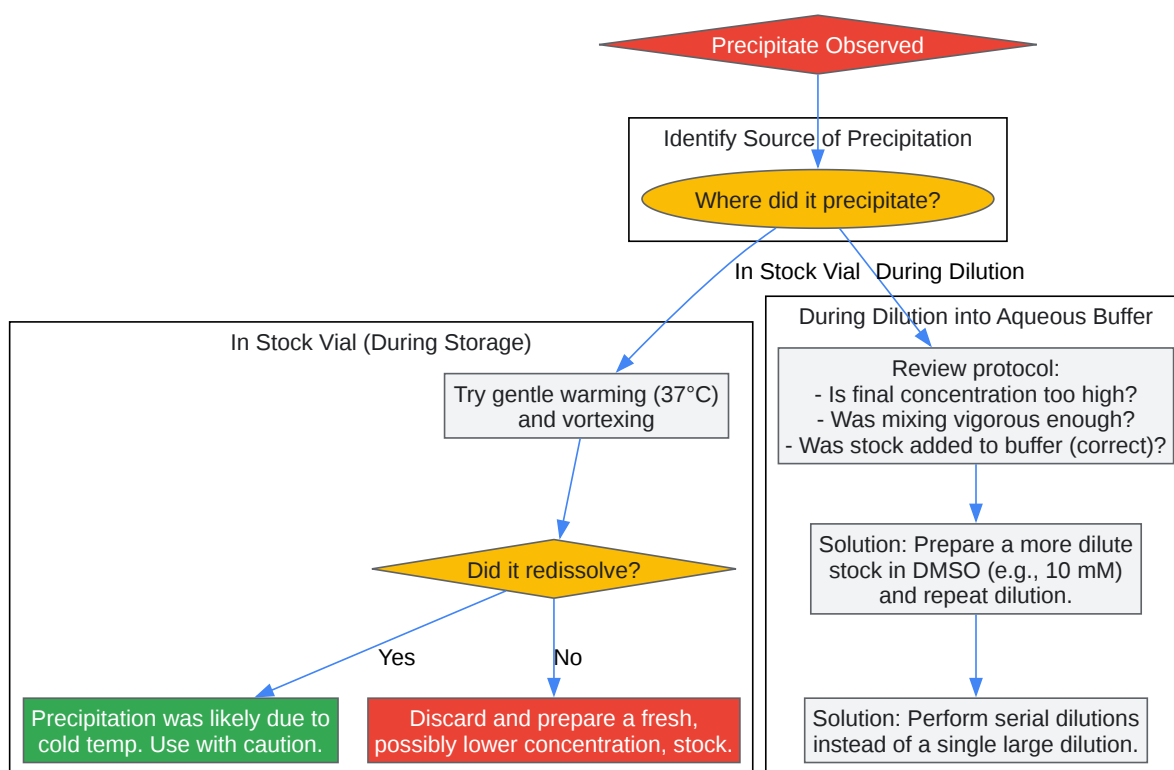 Precipitate Observed
Identify Source of Precipitation
Where did it precipitate?
In Stock Vial
During Dilution
In Stock Vial (During Storage)
Try gentle warming (37°C)
and vortexing
Did it redissolve?
Yes
No
Precipitation was likely due to
cold temp. Use with caution.
Discard and prepare a fresh,
possibly lower concentration, stock.
During Dilution into Aqueous Buffer
Review protocol:
- Is final concentration too high?
- Was mixing vigorous enough?
- Was stock added to buffer (correct)?
Solution: Prepare a more dilute
stock in DMSO (e.g., 10 mM)
and repeat dilution.
Solution: Perform serial dilutions
instead of a single large dilution.